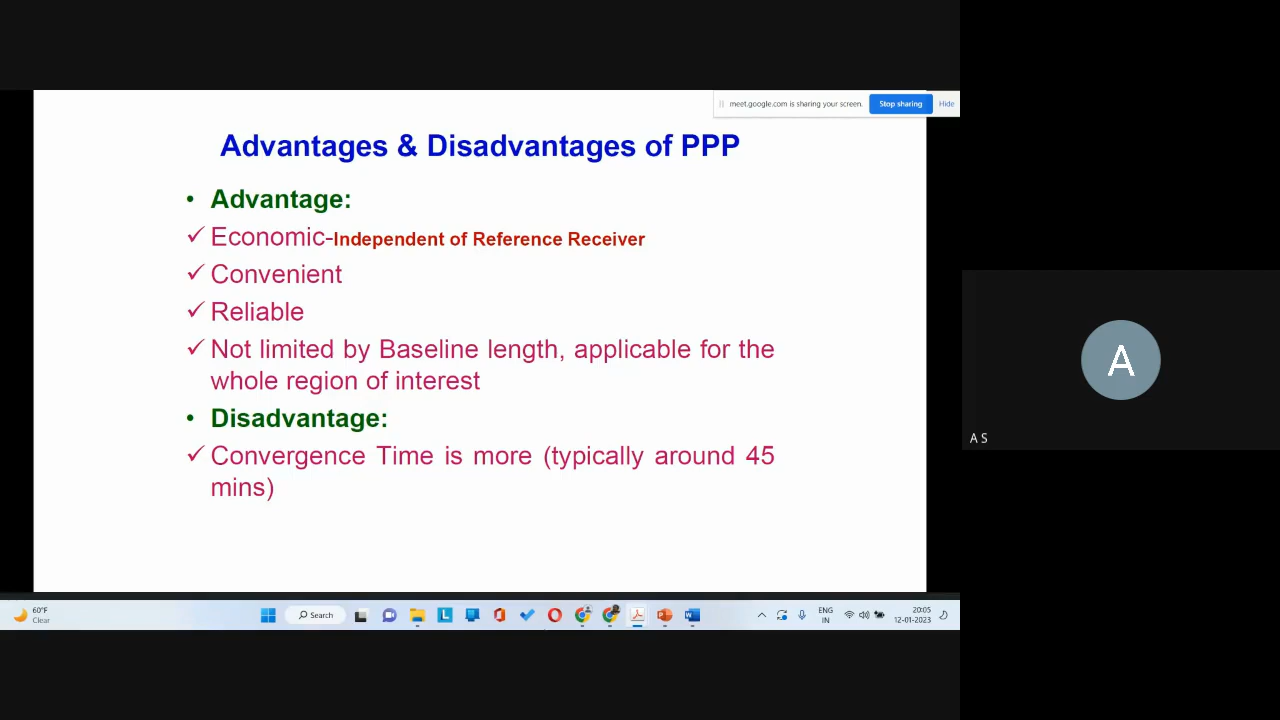 meet.google.com is sharing your screen.
Stop sharing
Hide
Advantages & Disadvantages of PPP
• Advantage:
✓ Economic-Independent of Reference Receiver
✓ Convenient
✓ Reliable
✓ Not limited by Baseline length, applicable for the
whole region of interest
• Disadvantage:
✓ Convergence Time is more (typically around 45
mins)
A
A S
60°F
Clear
Search
L
ENG
IN
20:05
12-01-2023